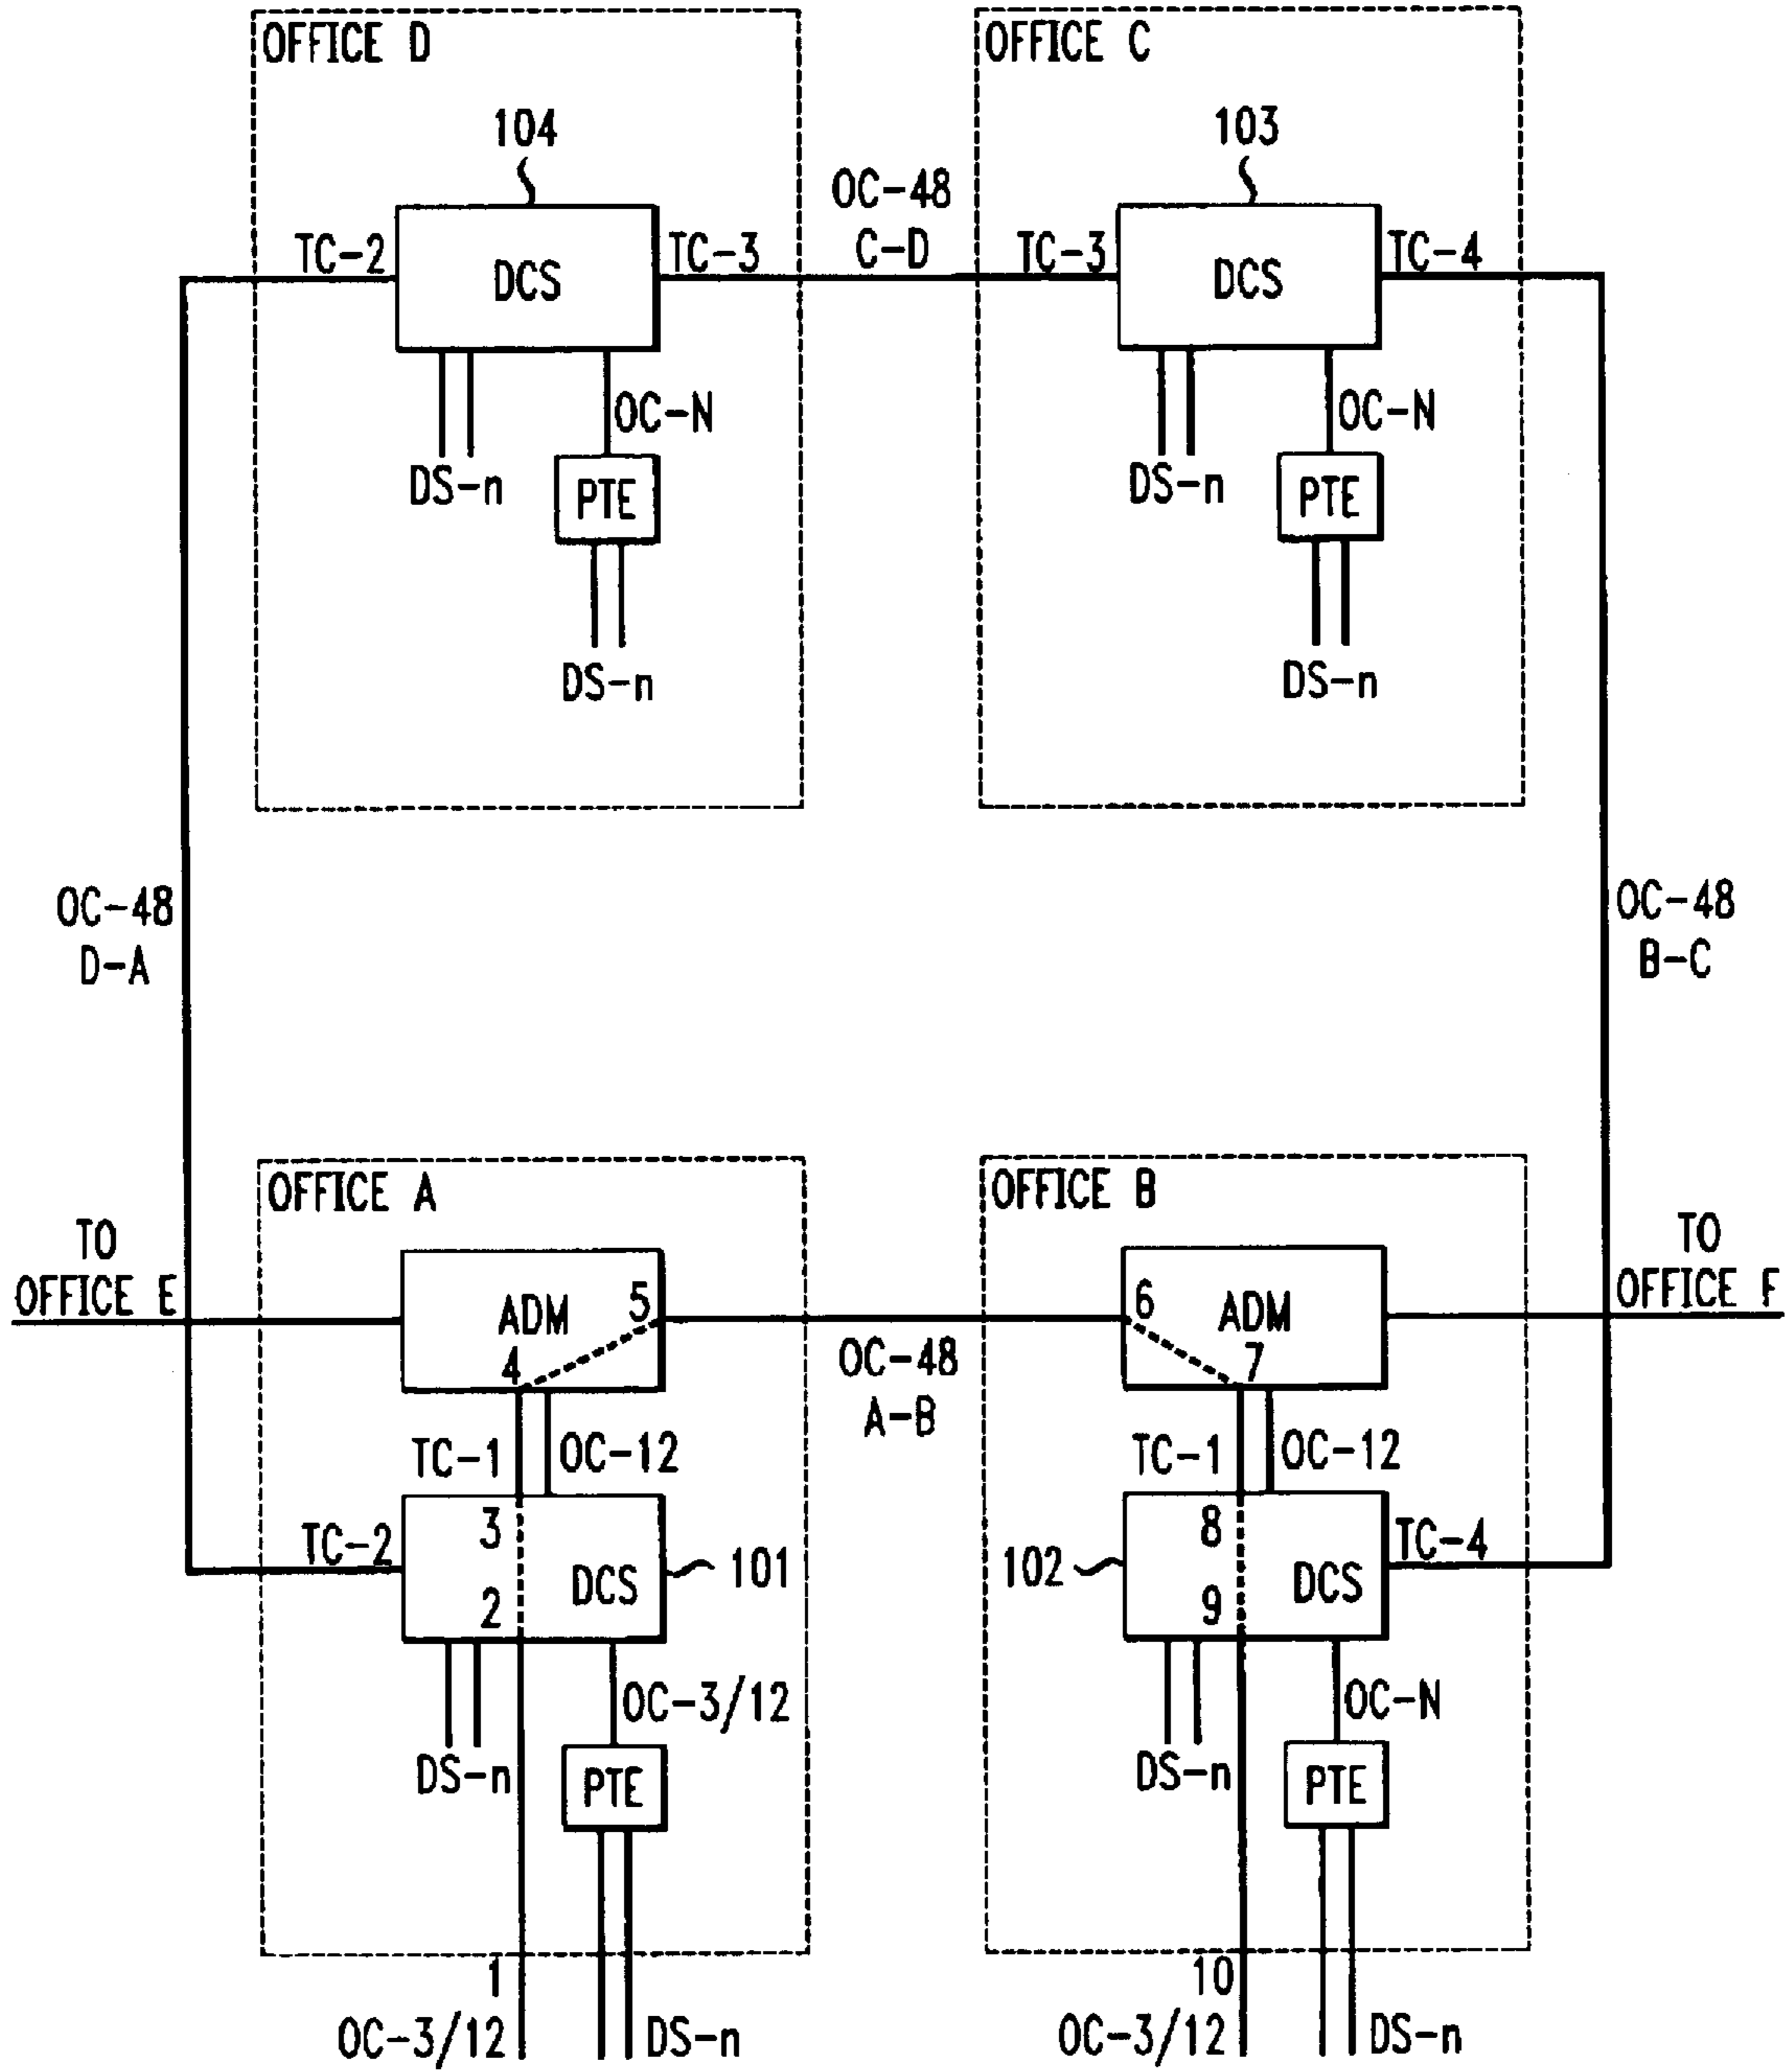 OFFICE D
OFFICE C
104
103
OC-48
C-D
TC-2
DCS
TC-3
TC-3
DCS
TC-4
OC-N
OC-N
DS-n
PTE
DS-n
PTE
DS-n
DS-n
OC-48
D-A
OC-48
B-C
OFFICE A
OFFICE B
TO
OFFICE E
TO
OFFICE F
ADM
5
4
6
ADM
7
OC-48
A-B
TC-1
OC-12
TC-1
OC-12
TC-2
3
2
DCS
101
102
8
9
DCS
TC-4
OC-3/12
OC-N
DS-n
PTE
DS-n
PTE
1
OC-3/12
DS-n
10
OC-3/12
DS-n